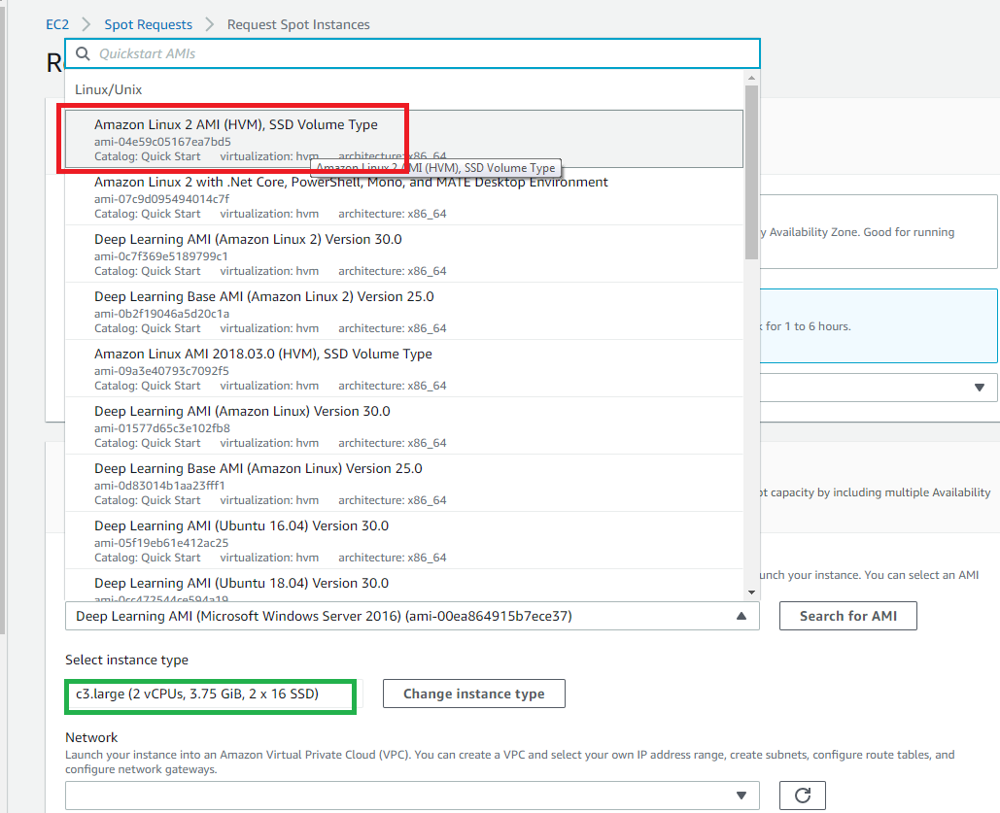 EC2 > Spot Requests > Request Spot Instances
R
Quickstart AMIs
Linux/Unix
Amazon Linux 2 AMI (HVM), SSD Volume Type
ami-04e59c05167ea7bd5
Catalog: Quick Start virtualization: hvm architecture: x86_64
Amazon Linux 2 AMI (HVM), SSD Volume Type
Amazon Linux 2 with .Net Core, PowerShell, Mono, and MATE Desktop Environment
ami-07c9d095494014c7f
Catalog: Quick Start virtualization: hvm architecture: x86_64
y Availability Zone. Good for running
Deep Learning AMI (Amazon Linux 2) Version 30.0
ami-0c7f369e5189799c1
Catalog: Quick Start virtualization: hvm architecture: x86_64
Deep Learning Base AMI (Amazon Linux 2) Version 25.0
ami-0b2f19046a5d20c1a
Catalog: Quick Start virtualization: hvm architecture: x86_64
for 1 to 6 hours.
Amazon Linux AMI 2018.03.0 (HVM), SSD Volume Type
ami-09a3e40793c7092f5
Catalog: Quick Start virtualization: hvm architecture: x86_64
Deep Learning AMI (Amazon Linux) Version 30.0
ami-01577d65c3e102fb8
Catalog: Quick Start virtualization: hvm architecture: x86_64
Deep Learning Base AMI (Amazon Linux) Version 25.0
ami-0d83014b1aa23fff1
Catalog: Quick Start virtualization: hvm architecture: x86_64
ot capacity by including multiple Availability
Deep Learning AMI (Ubuntu 16.04) Version 30.0
ami-05f19eb61e412ac25
Catalog: Quick Start virtualization: hvm architecture: x86_64
Deep Learning AMI (Ubuntu 18.04) Version 30.0
unch your instance. You can select an AMI
Deep Learning AMI (Microsoft Windows Server 2016) (ami-00ea864915b7ece37)
Search for AMI
Select instance type
c3.large (2 vCPUs, 3.75 GiB, 2 x 16 SSD)
Change instance type
Network
Launch your instance into an Amazon Virtual Private Cloud (VPC). You can create a VPC and select your own IP address range, create subnets, configure route tables, and
configure network gateways.